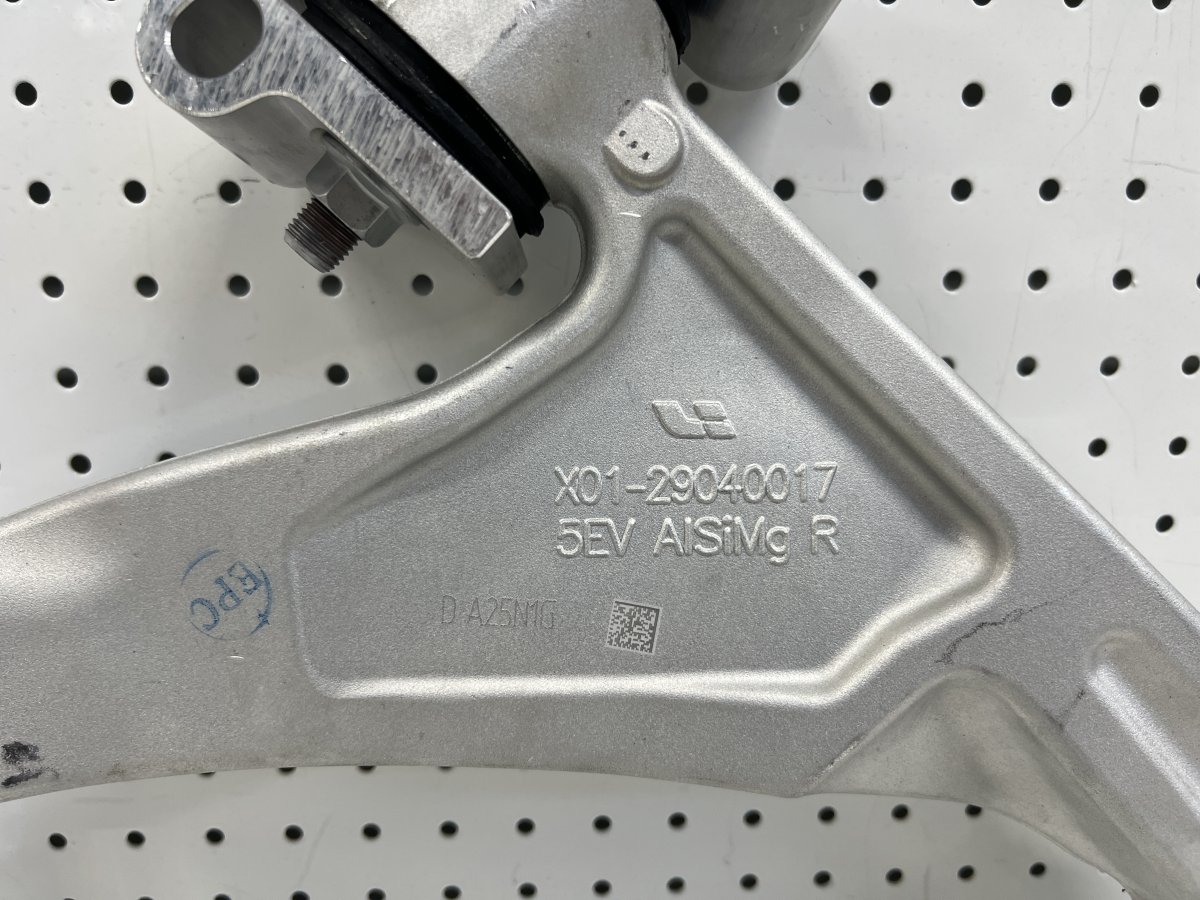 X01-29040017
5EV AlSiMg R
D A25N1G
EPC